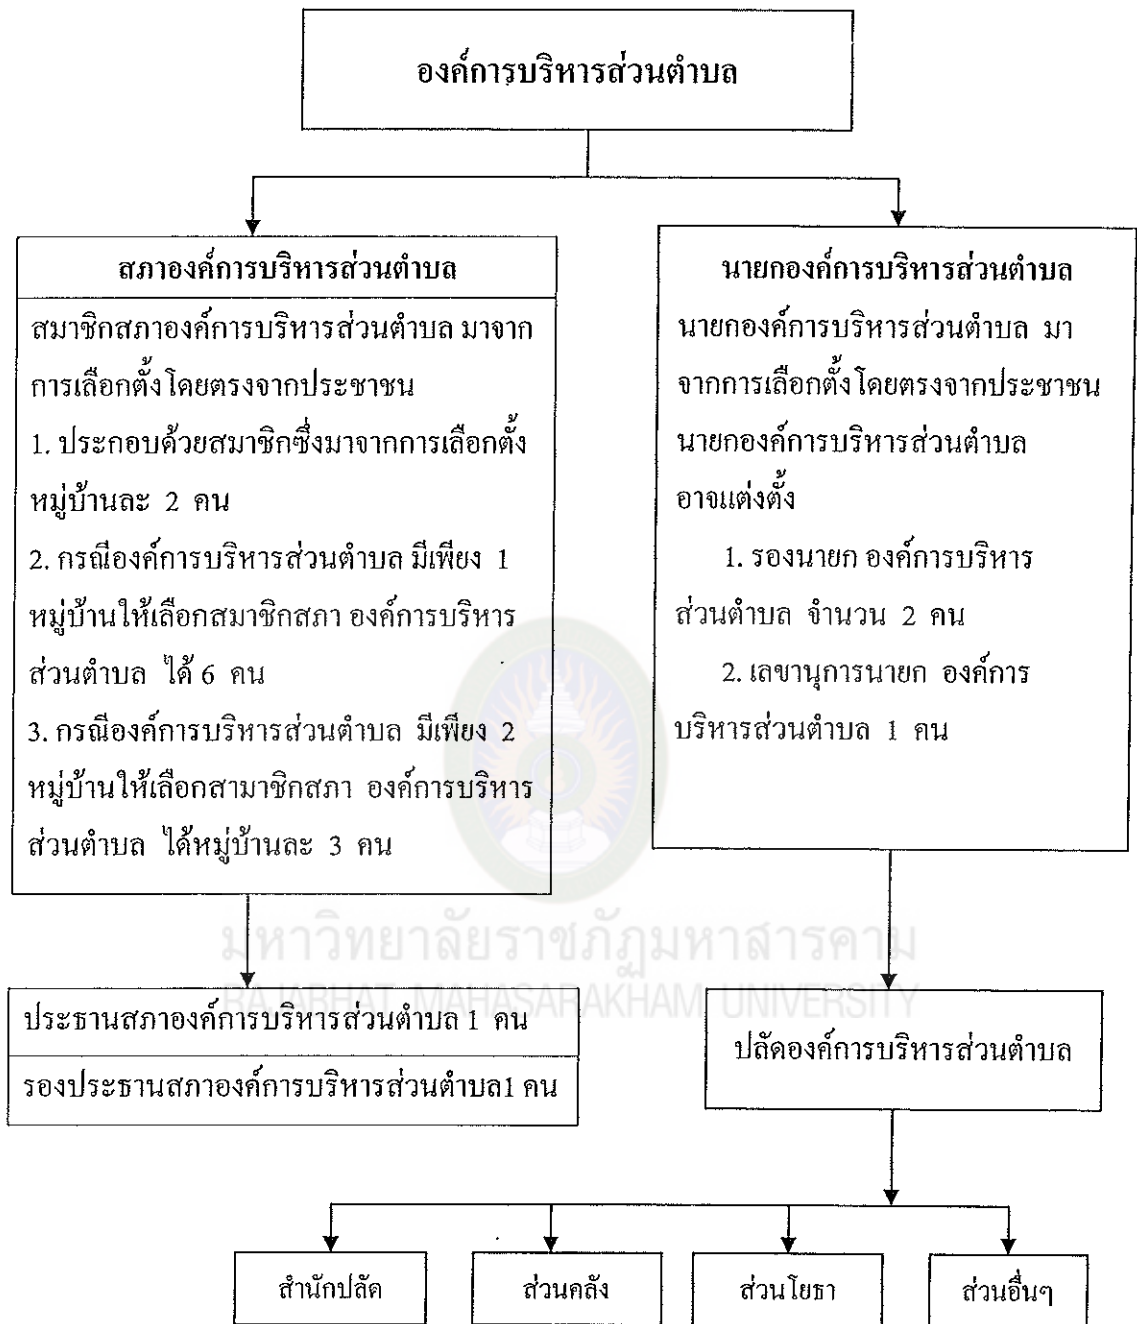 องค์การบริหารส่วนตำบล
สภาองค์การบริหารส่วนตำบล
สมาชิกสภาองค์การบริหารส่วนตำบล มาจาก
การเลือกตั้งโดยตรงจากประชาชน
1. ประกอบด้วยสมาชิกซึ่งมาจากการเลือกตั้ง
หมู่บ้านละ 2 คน
2. กรณีองค์การบริหารส่วนตำบล มีเพียง 1
หมู่บ้านให้เลือกสมาชิกสภา องค์การบริหาร
ส่วนตำบล ได้ 6 คน
3. กรณีองค์การบริหารส่วนตำบล มีเพียง 2
หมู่บ้านให้เลือกสามาชิกสภา องค์การบริหาร
ส่วนตำบล ได้หมู่บ้านละ 3 คน
นายกองค์การบริหารส่วนตำบล
นายกองค์การบริหารส่วนตำบล มา
จากการเลือกตั้งโดยตรงจากประชาชน
นายกองค์การบริหารส่วนตำบล
อาจแต่งตั้ง
1. รองนายก องค์การบริหาร
ส่วนตำบล จำนวน 2 คน
2. เลขานุการนายก องค์การ
บริหารส่วนตำบล 1 คน
มหาวิทยาลัยราชภัฏมหาสารคาม
RAJABHAT MAHASARAKHAM UNIVERSITY
ประธานสภาองค์การบริหารส่วนตำบล 1 คน
รองประธานสภาองค์การบริหารส่วนตำบล1 คน
ปลัดองค์การบริหารส่วนตำบล
สำนักปลัด
ส่วนคลัง
ส่วนโยธา
ส่วนอื่นๆ